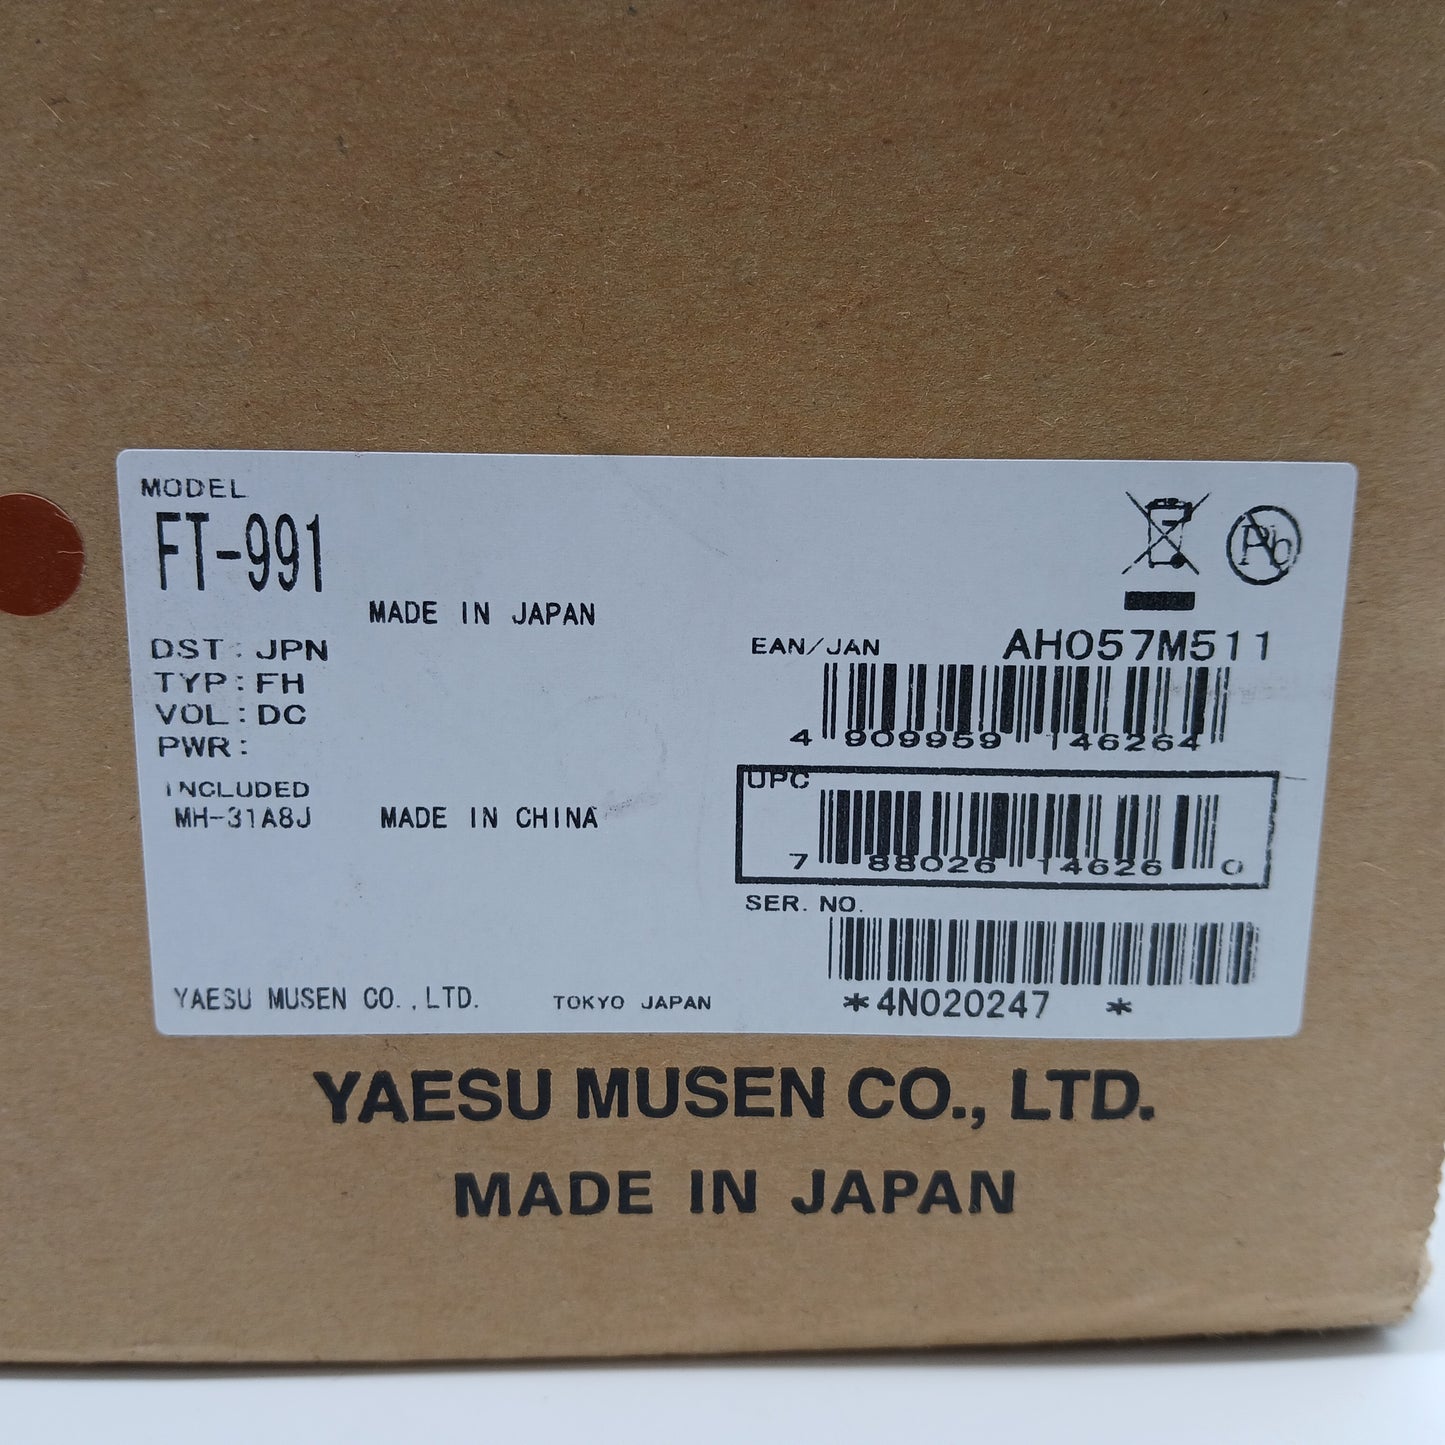 MODEL
FT-991
MADE IN JAPAN
DST: JPN
TYP: FH
VOL: DC
PWR:
INCLUDED
MH-31A8J MADE IN CHINA
YAESU MUSEN CO.,LTD. TOKYO JAPAN
Pb
EAN/JAN AH057M511
4 909959 146264
UPC
7 88026 14626 0
SER. NO.
*4N020247 *
YAESU MUSEN CO., LTD.
MADE IN JAPAN